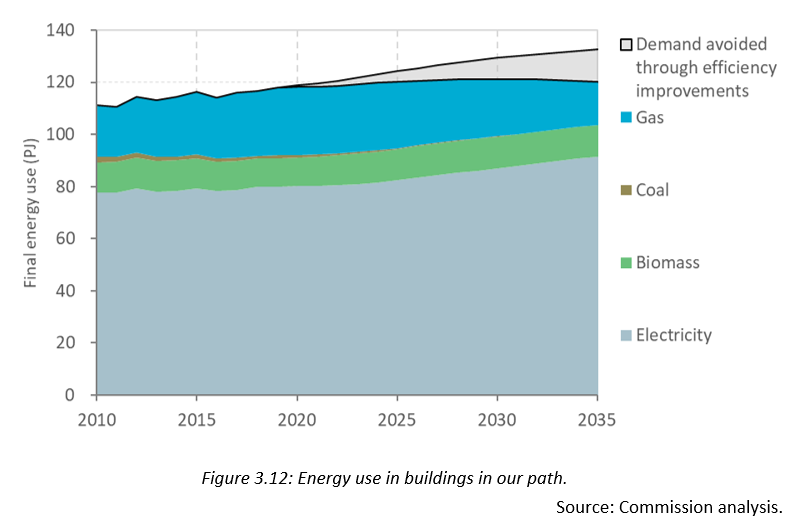 140
120
100
80
60
40
20
0
Final energy use (PJ)
2010 2015 2020 2025 2030 2035
Demand avoided
through efficiency
improvements
Gas
Coal
Biomass
Electricity
Figure 3.12: Energy use in buildings in our path.
Source: Commission analysis.